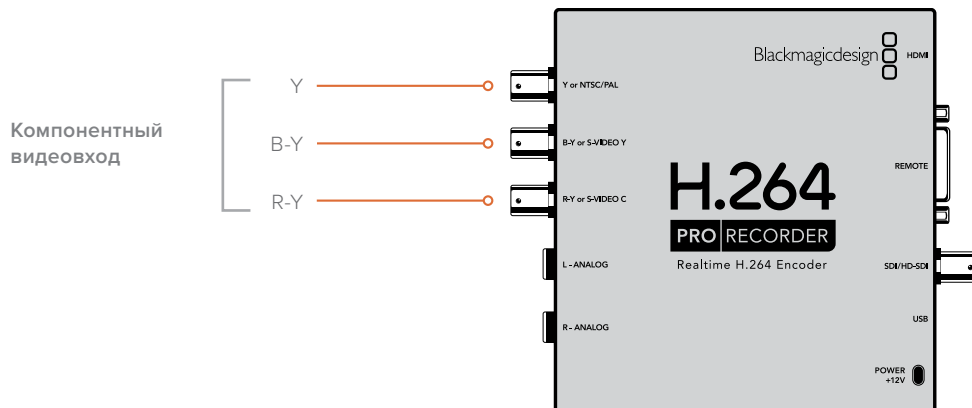 Компонентный
видеовход
Y
B-Y
R-Y
Y or NTSC/PAL
B-Y or S-VIDEO Y
R-Y or S-VIDEO C
L - ANALOG
R - ANALOG
Blackmagicdesign
H.264
PRO RECORDER
Realtime H.264 Encoder
HDMI
REMOTE
SDI/HD-SDI
USB
POWER
+12V